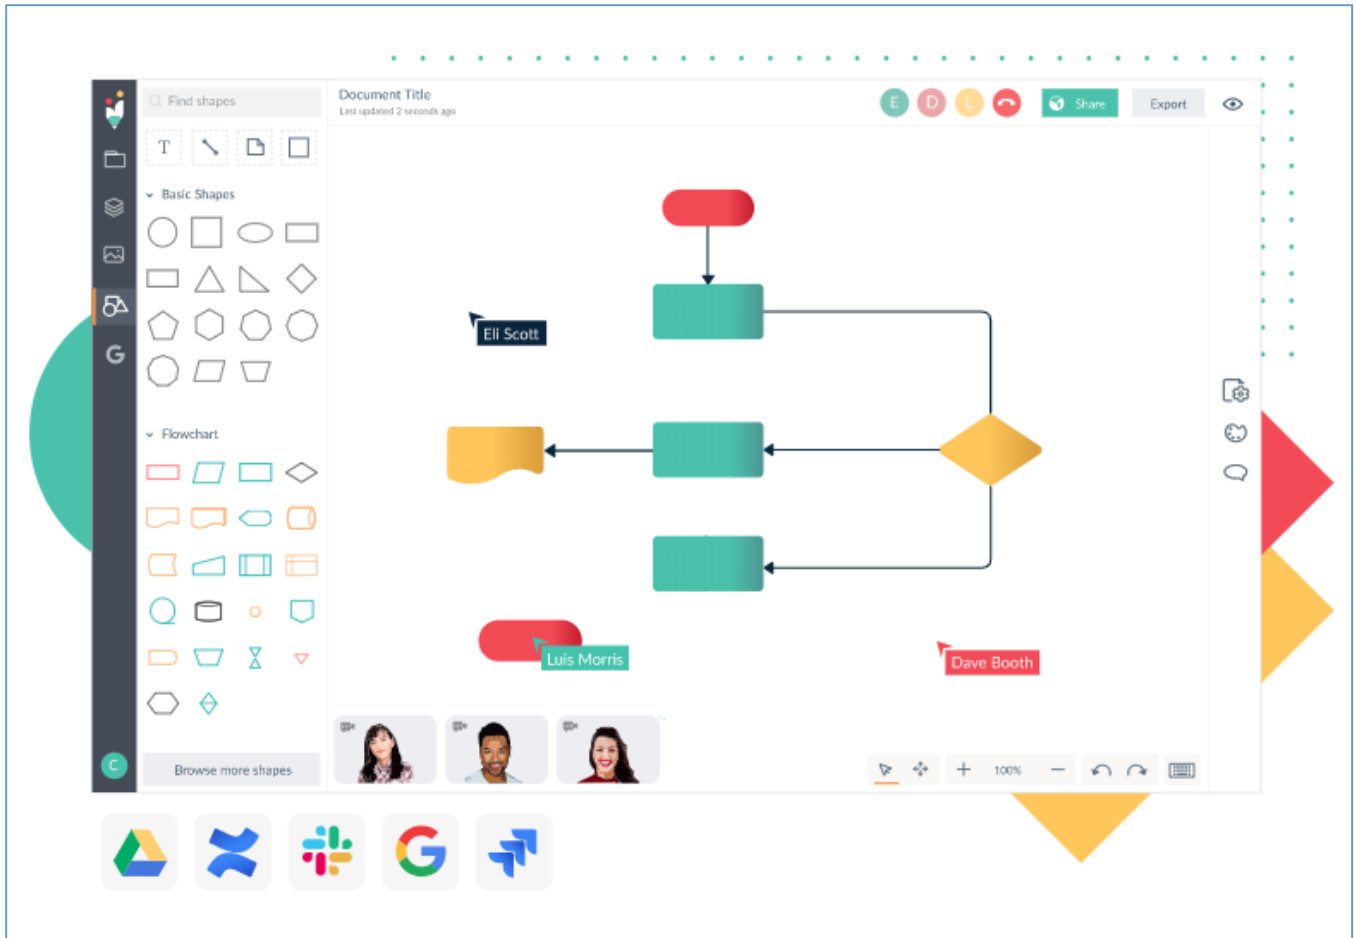 Find shapes
Document Title
Last updated 2 seconds ago
E
D
L
Share
Export
T
Basic Shapes
Eli Scott
Flowchart
Luis Morris
Dave Booth
C
Browse more shapes
100%